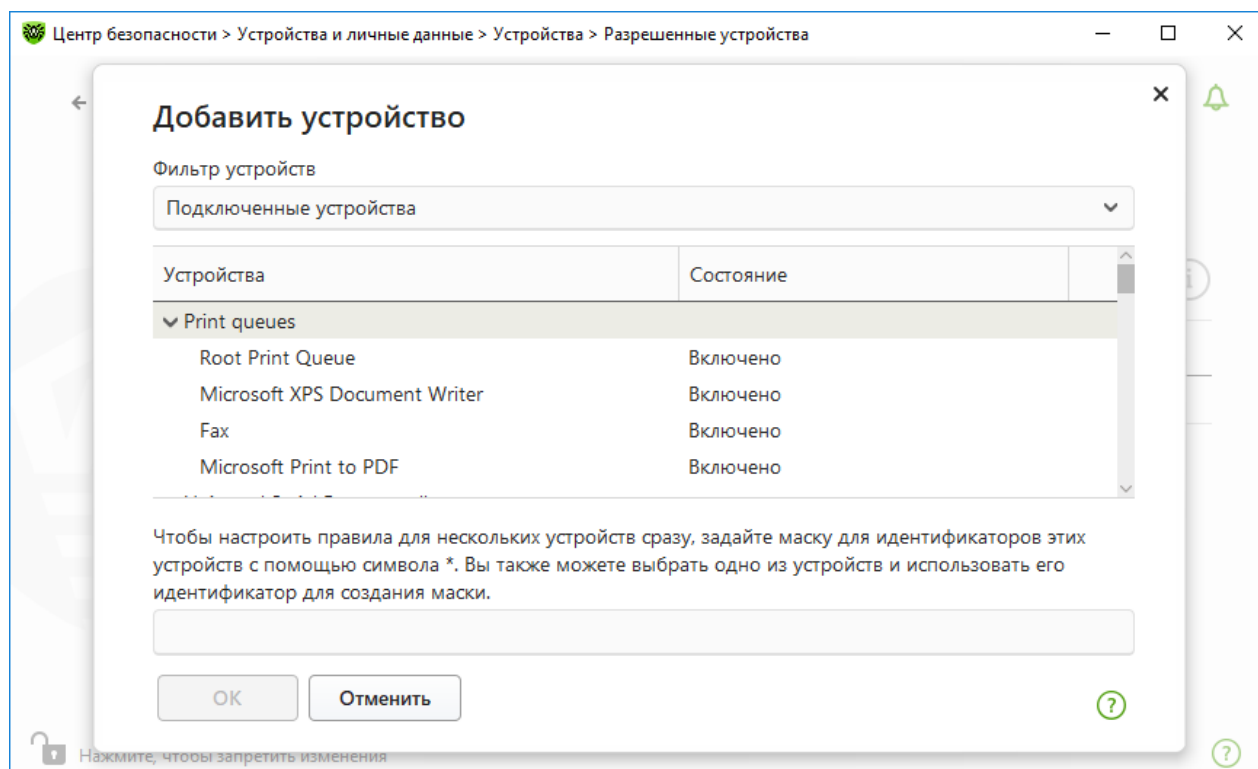 Центр безопасности > Устройства и личные данные > Устройства > Разрешенные устройства
Добавить устройство
Фильтр устройств
Подключенные устройства
Устройства Состояние
Print queues
Root Print Queue Включено
Microsoft XPS Document Writer Включено
Fax Включено
Microsoft Print to PDF Включено
Чтобы настроить правила для нескольких устройств сразу, задайте маску для идентификаторов этих
устройств с помощью символа *. Вы также можете выбрать одно из устройств и использовать его
идентификатор для создания маски.
ОК Отменить
Нажмите, чтобы запретить изменения